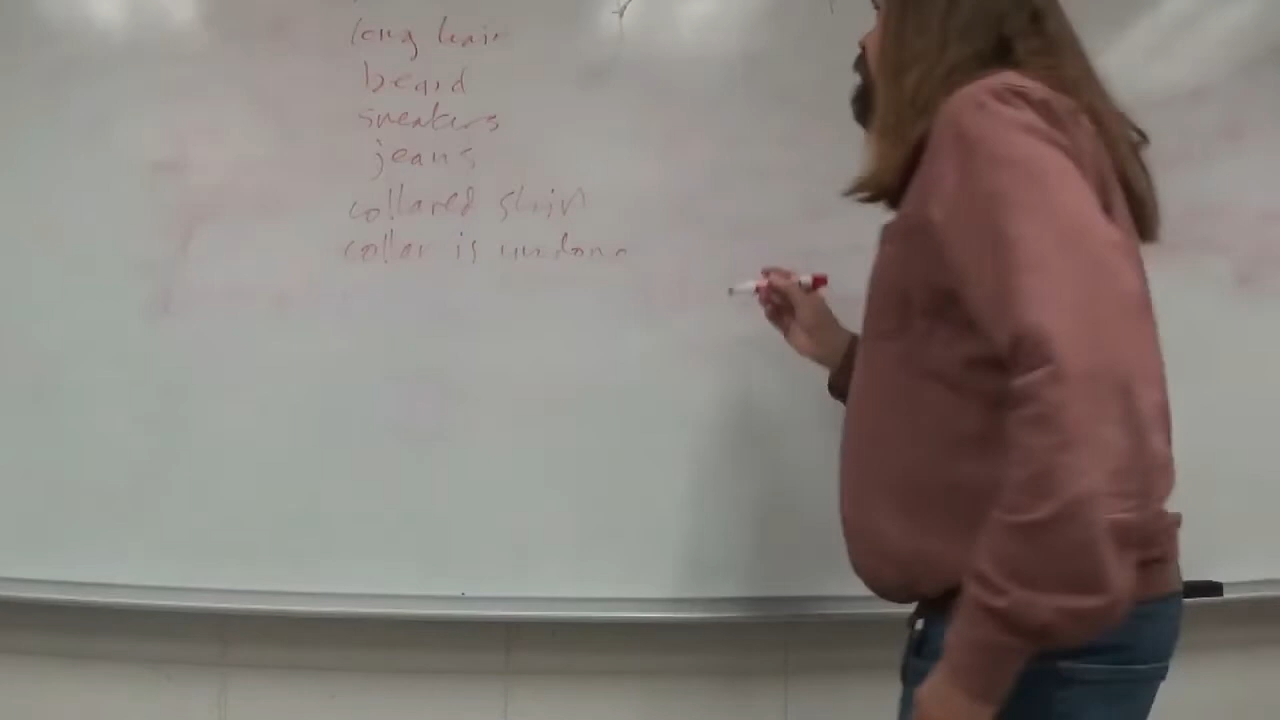 long hair
beard
sneakers
jeans
collared shirt
collar is undone